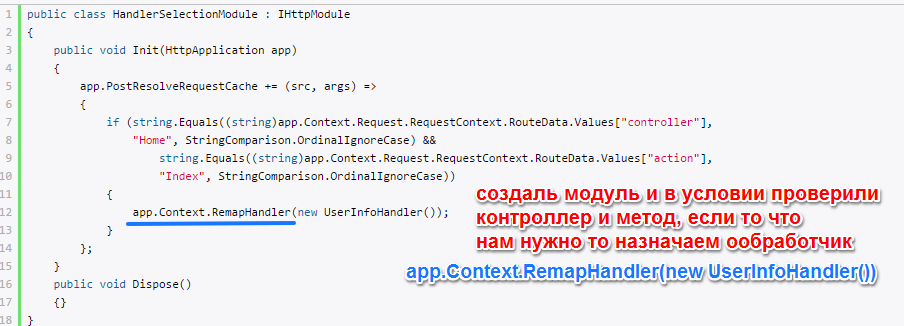 1 public class HandlerSelectionModule : IHttpModule
2 {
3 public void Init(HttpApplication app)
4 {
5 app.PostResolveRequestCache += (src, args) =>
6 {
7 if (string.Equals((string)app.Context.Request.RequestContext.RouteData.Values["controller"],
8 "Home", StringComparison.OrdinalIgnoreCase) &&
9 string.Equals((string)app.Context.Request.RequestContext.RouteData.Values["action"],
10 "Index", StringComparison.OrdinalIgnoreCase))
11 {
12 app.Context.RemapHandler(new UserInfoHandler());
13 }
14 };
15 }
16 public void Dispose()
17 {}
18 }
создаль модуль и в условии проверили
контроллер и метод, если то что
нам нужно то назначаем ообработчик
app.Context.RemapHandler(new UserInfoHandler())